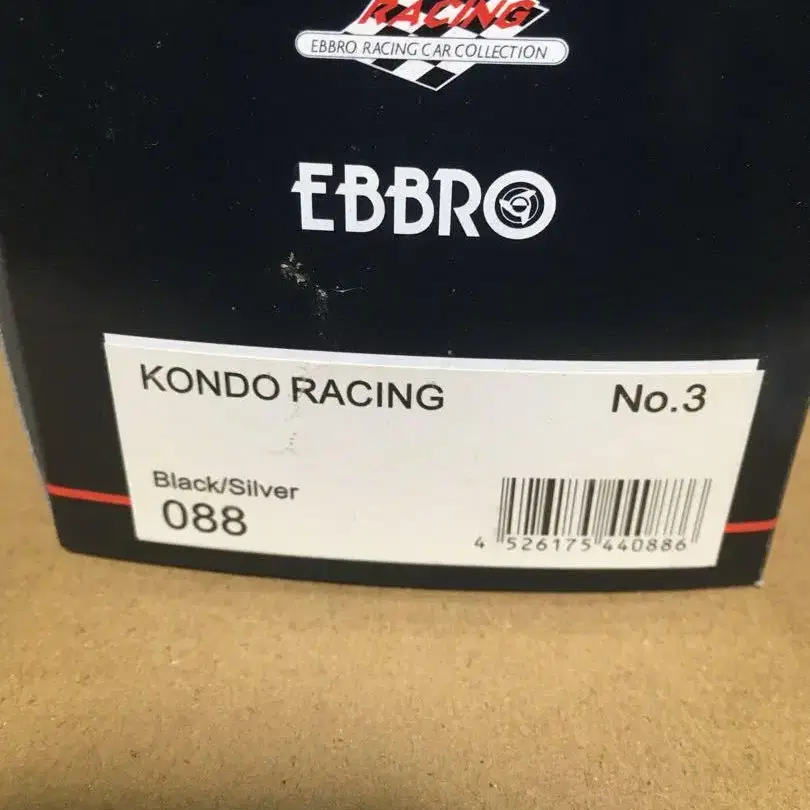 RACING
EBBRO RACING CAR COLLECTION
EBBRO
KONDO RACING No.3
Black/Silver
088
4 526175 440886